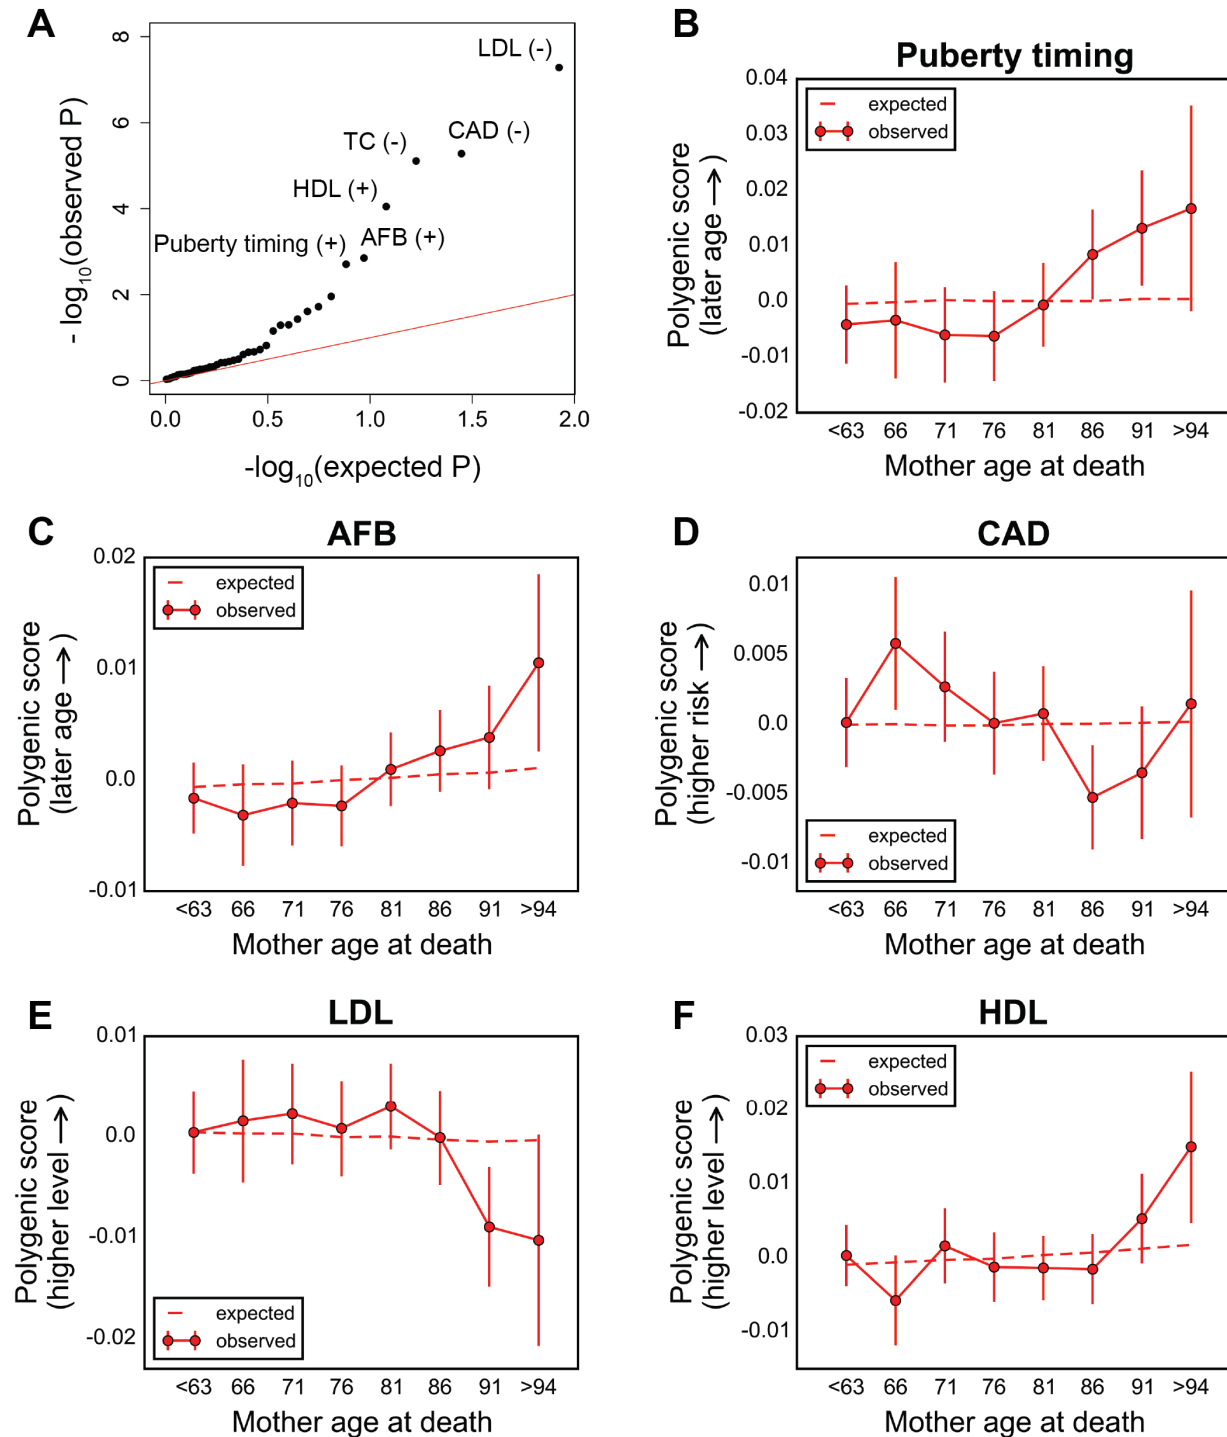 A
8
6
4
2
0
- log10(observed P)
LDL (-)
CAD (-)
TC (-)
HDL (+)
AFB (+)
Puberty timing (+)
0.0 0.5 1.0 1.5 2.0
-log10(expected P)
B
Puberty timing
expected
observed
0.04
0.03
0.02
0.01
0.0
-0.01
-0.02
Polygenic score
(later age →)
<63 66 71 76 81 86 91 >94
Mother age at death
C
AFB
expected
observed
0.02
0.01
0.0
-0.01
Polygenic score
(later age →)
<63 66 71 76 81 86 91 >94
Mother age at death
D
CAD
0.01
0.005
0.0
-0.005
-0.01
Polygenic score
(higher risk →)
expected
observed
<63 66 71 76 81 86 91 >94
Mother age at death
E
LDL
0.01
0.0
-0.01
-0.02
Polygenic score
(higher level →)
expected
observed
<63 66 71 76 81 86 91 >94
Mother age at death
F
HDL
expected
observed
0.03
0.02
0.01
0.0
-0.01
Polygenic score
(higher level →)
<63 66 71 76 81 86 91 >94
Mother age at death